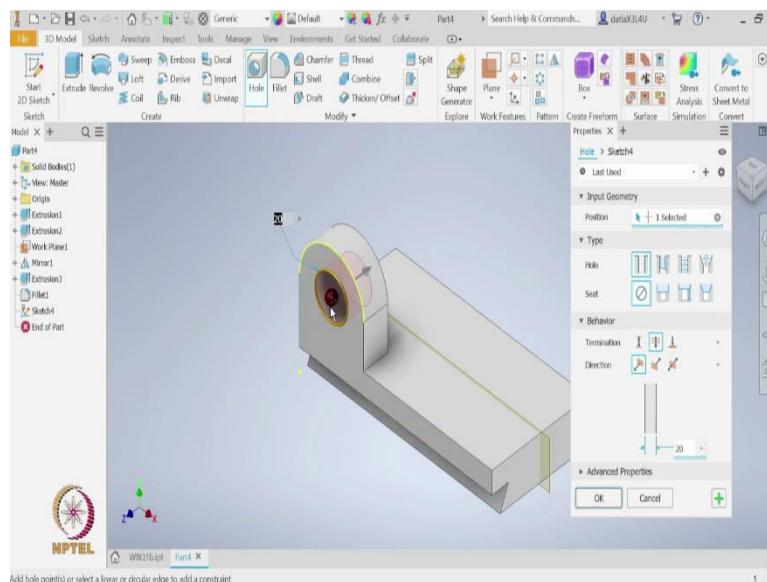 Generic
Default
Part4
Search Help & Commands...
File 3D Model Sketch Annotate Inspect Tools Manage View Environments Get Started Collaborate
Start
2D Sketch
Extrude Revolve
Sweep Emboss Decal
Loft Derive Import
Coil Rib Unwrap
Hole Fillet
Chamfer Thread Split
Shell Combine
Draft Thicken/ Offset
Shape
Generator
Plane
Box
Stress
Analysis
Convert to
Sheet Metal
Sketch Create Modify Explore Work Features Pattern Create Freeform Surface Simulation Convert
Model X +
Part4
Solid Bodies(1)
View: Master
Origin
Extrusion1
Extrusion2
Work Plane1
Mirror1
Extrusion3
Fillet1
Sketch4
End of Part
20
Properties X +
Hole > Sketch4
Last Used
Input Geometry
Position 1 Selected
Type
Hole
Seat
Behavior
Termination
Direction
20
Advanced Properties
OK Cancel
Z X
NPTEL
W8Q1b.ipt Part4 X
Add hole point(s) or select a linear or circular edge to add a constraint
1